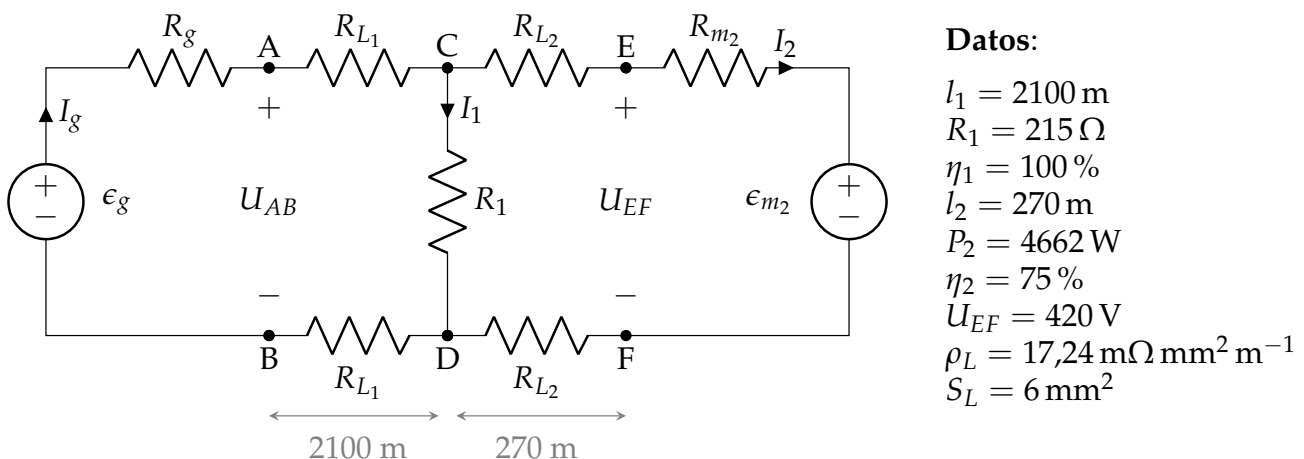 R_g A R_{L_1} C R_{L_2} E R_{m_2} I_2
+ +
I_g I_1
+ − ϵ_g U_{AB} R_1 U_{EF} ϵ_{m_2} + −
− −
B R_{L_1} D R_{L_2} F
2100 m 270 m
Datos:
l_1 = 2100 m
R_1 = 215 Ω
η_1 = 100 %
l_2 = 270 m
P_2 = 4662 W
η_2 = 75 %
U_{EF} = 420 V
ρ_L = 17,24 mΩ mm² m⁻¹
S_L = 6 mm²